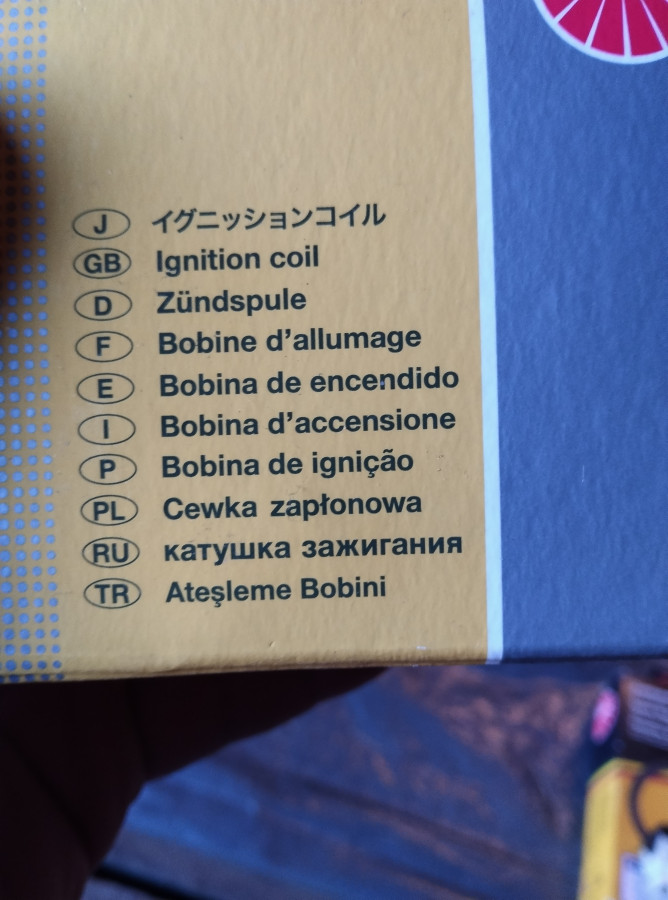 J イグニッションコイル
GB Ignition coil
D Zündspule
F Bobine d'allumage
E Bobina de encendido
I Bobina d'accensione
P Bobina de ignição
PL Cewka zapłonowa
RU катушка зажигания
TR Ateşleme Bobini